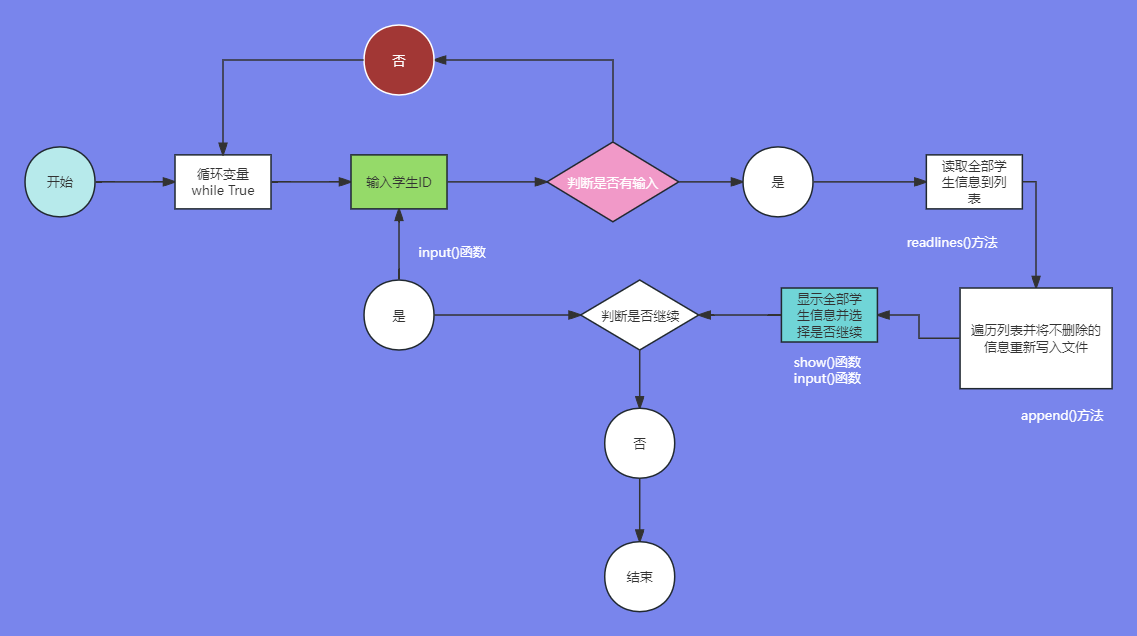 否
开始
循环变量
while True
输入学生ID
判断是否有输入
是
读取全部学
生信息到列
表
input()函数
readlines()方法
是
判断是否继续
显示全部学
生信息并选
择是否继续
遍历列表并将不删除的
信息重新写入文件
show()函数
input()函数
append()方法
否
结束